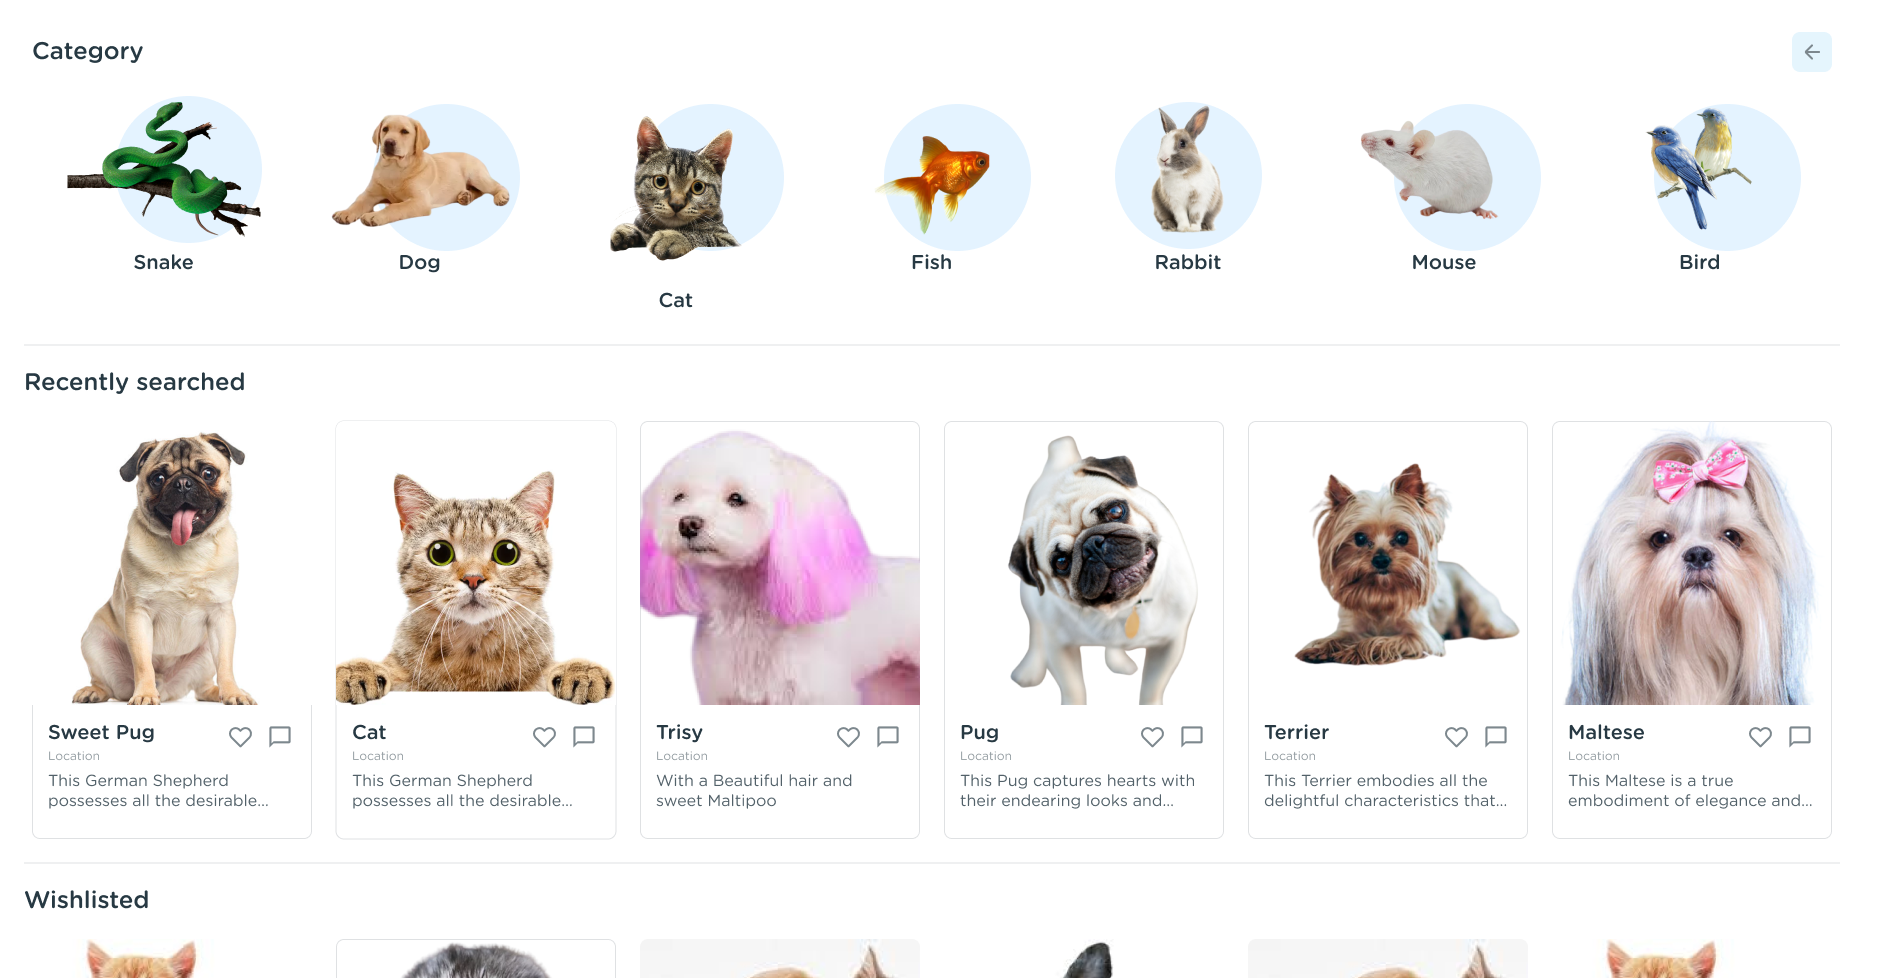 Category
Snake
Dog
Cat
Fish
Rabbit
Mouse
Bird
Recently searched
Sweet Pug
Location
This German Shepherd
possesses all the desirable...
Cat
Location
This German Shepherd
possesses all the desirable...
Trisy
Location
With a Beautiful hair and
sweet Maltipoo
Pug
Location
This Pug captures hearts with
their endearing looks and...
Terrier
Location
This Terrier embodies all the
delightful characteristics that...
Maltese
Location
This Maltese is a true
embodiment of elegance and...
Wishlisted